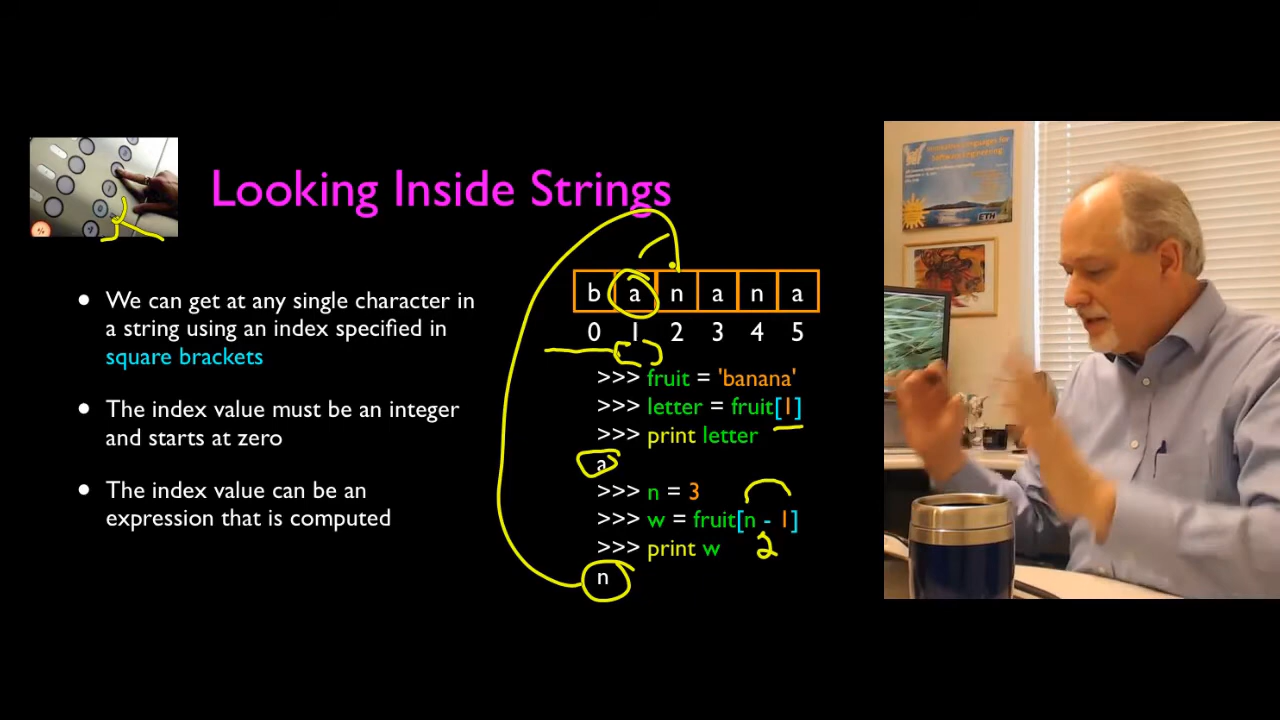 Looking Inside Strings
• We can get at any single character in
a string using an index specified in
square brackets
• The index value must be an integer
and starts at zero
• The index value can be an
expression that is computed
b a n a n a
0 1 2 3 4 5
>>> fruit = 'banana'
>>> letter = fruit[1]
>>> print letter
a
>>> n = 3
>>> w = fruit[n - 1]
>>> print w
2
n
Software Engineering
ETH